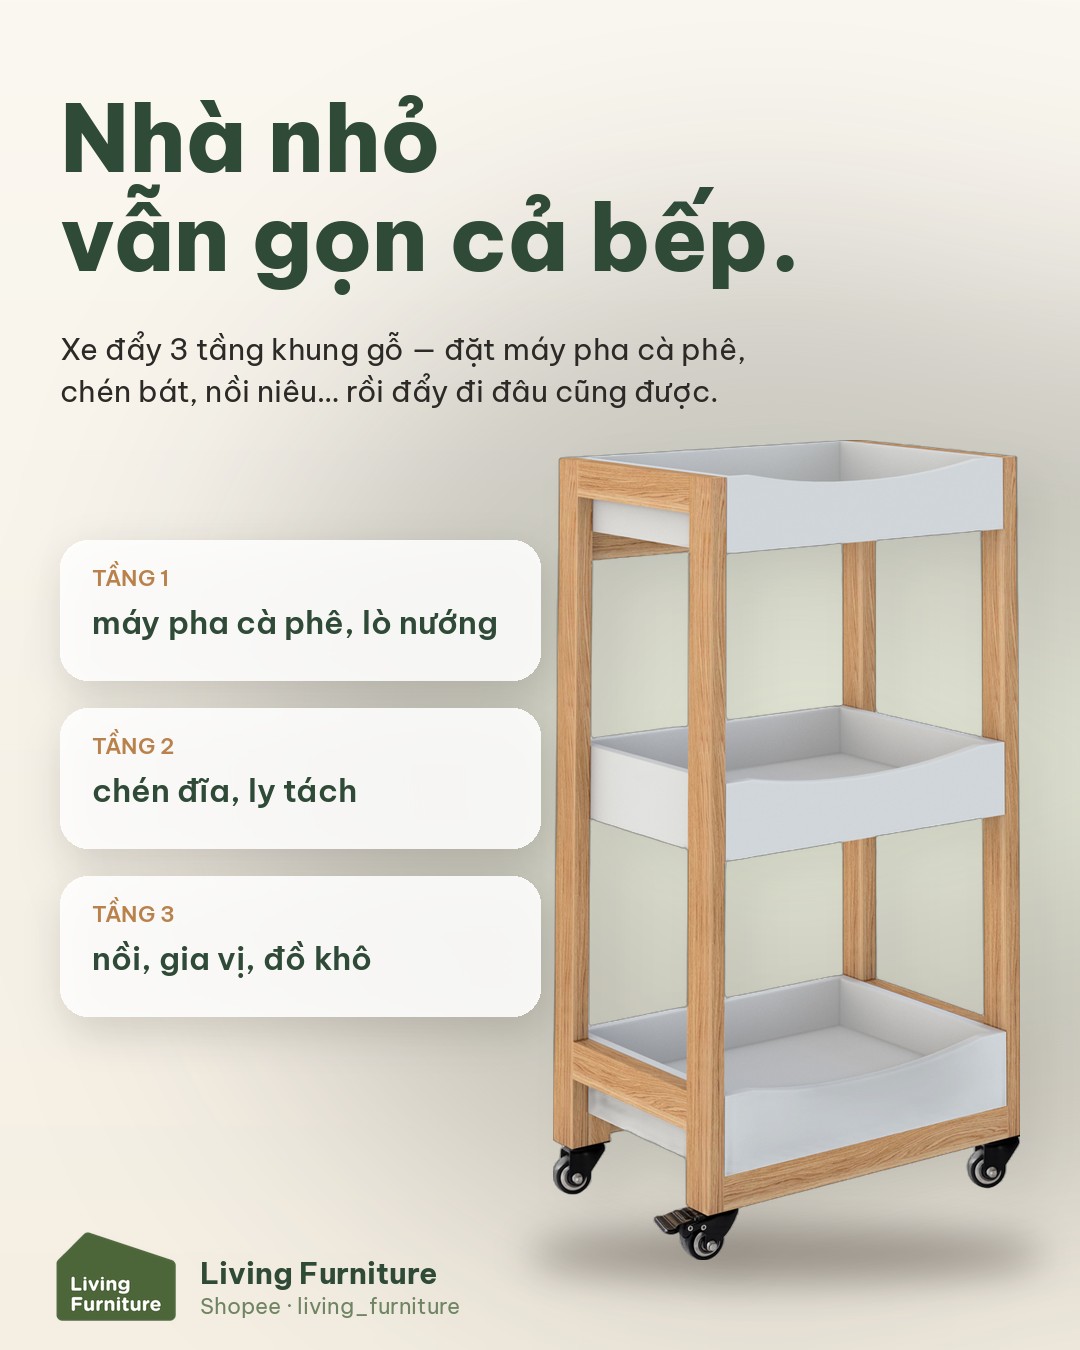 Nhà nhỏ
vẫn gọn cả bếp.
Xe đẩy 3 tầng khung gỗ — đặt máy pha cà phê,
chén bát, nồi niêu... rồi đẩy đi đâu cũng được.
TẦNG 1
máy pha cà phê, lò nướng
TẦNG 2
chén đĩa, ly tách
TẦNG 3
nồi, gia vị, đồ khô
Living
Furniture
Living Furniture
Shopee · living_furniture